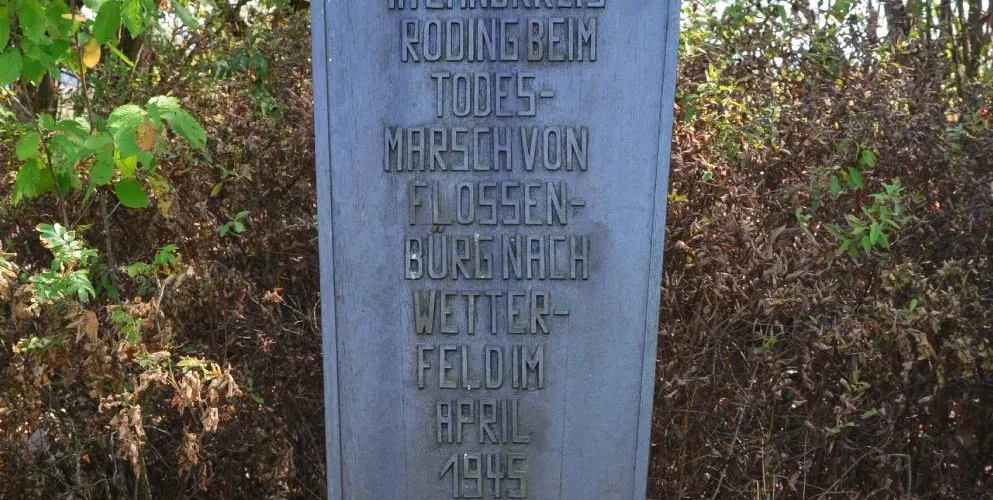 RODING BEIM
TODES-
MARSCH VON
FLOSSEN-
BÜRG NACH
WETTER-
FELD IM
APRIL
1945